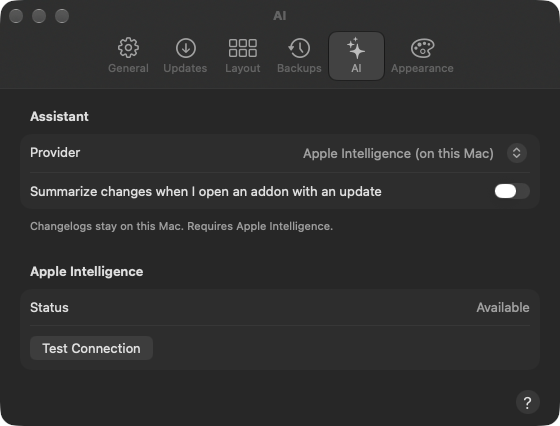 AI
General
Updates
Layout
Backups
AI
Appearance
Assistant
Provider
Apple Intelligence (on this Mac)
Summarize changes when I open an addon with an update
Changelogs stay on this Mac. Requires Apple Intelligence.
Apple Intelligence
Status
Available
Test Connection
?